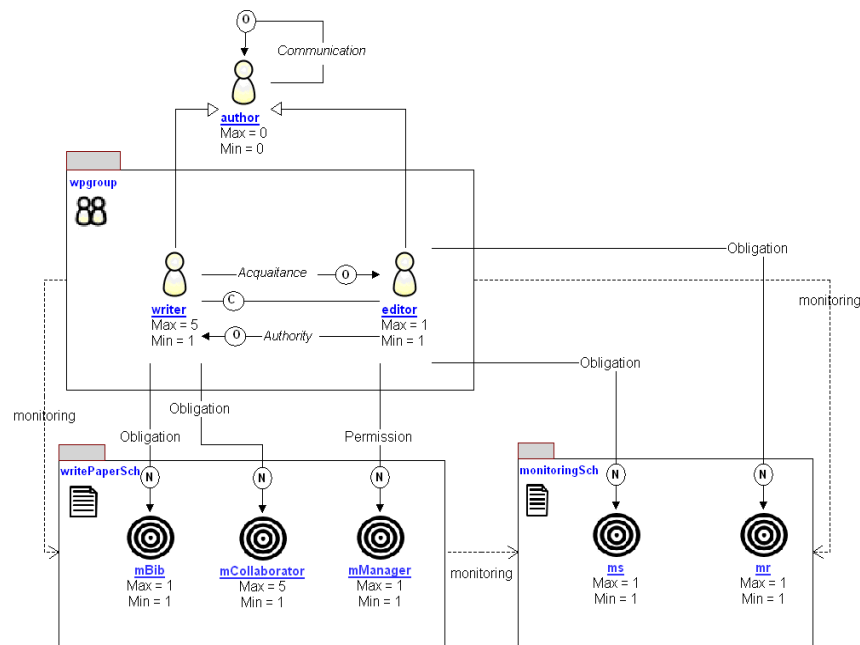 O
Communication
author
Max = 0
Min = 0
wpgroup
Obligation
Acquaitance
O
monitoring
writer
C
editor
Max = 5
Max = 1
Min = 1
O
Authority
Min = 1
Obligation
monitoring
Obligation
Obligation
Permission
writePaperSch
monitoringSch
N
N
N
N
N
mBib
mCollaborator
mManager
monitoring
ms
mr
Max = 1
Max = 5
Max = 1
Max = 1
Max = 1
Min = 1
Min = 1
Min = 1
Min = 1
Min = 1